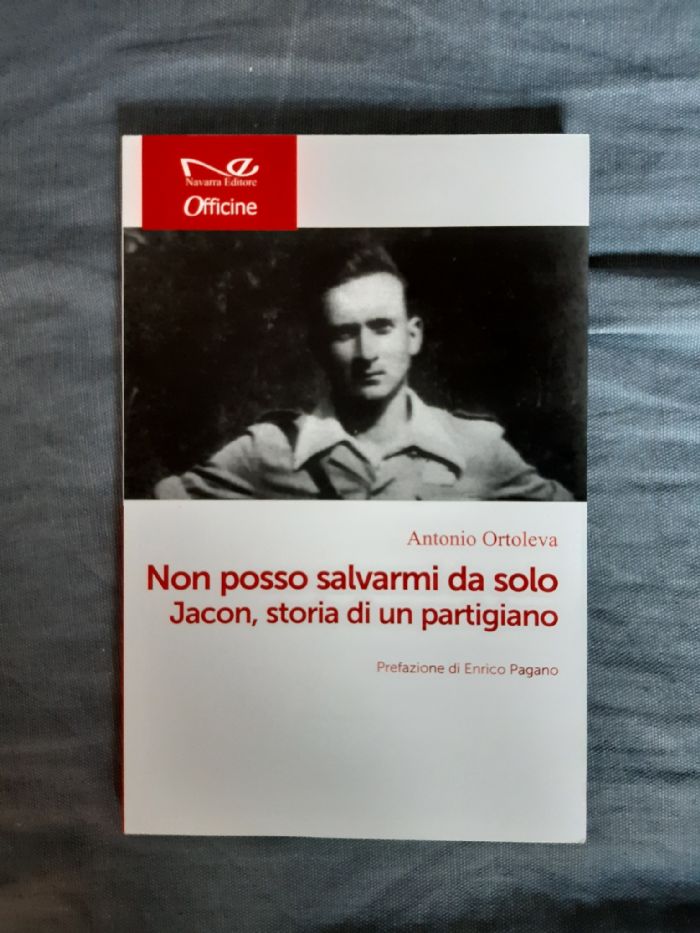 Navarra Editore
Officine
Antonio Ortoleva
Non posso salvarmi da solo
Jacon, storia di un partigiano
Prefazione di Enrico Pagano